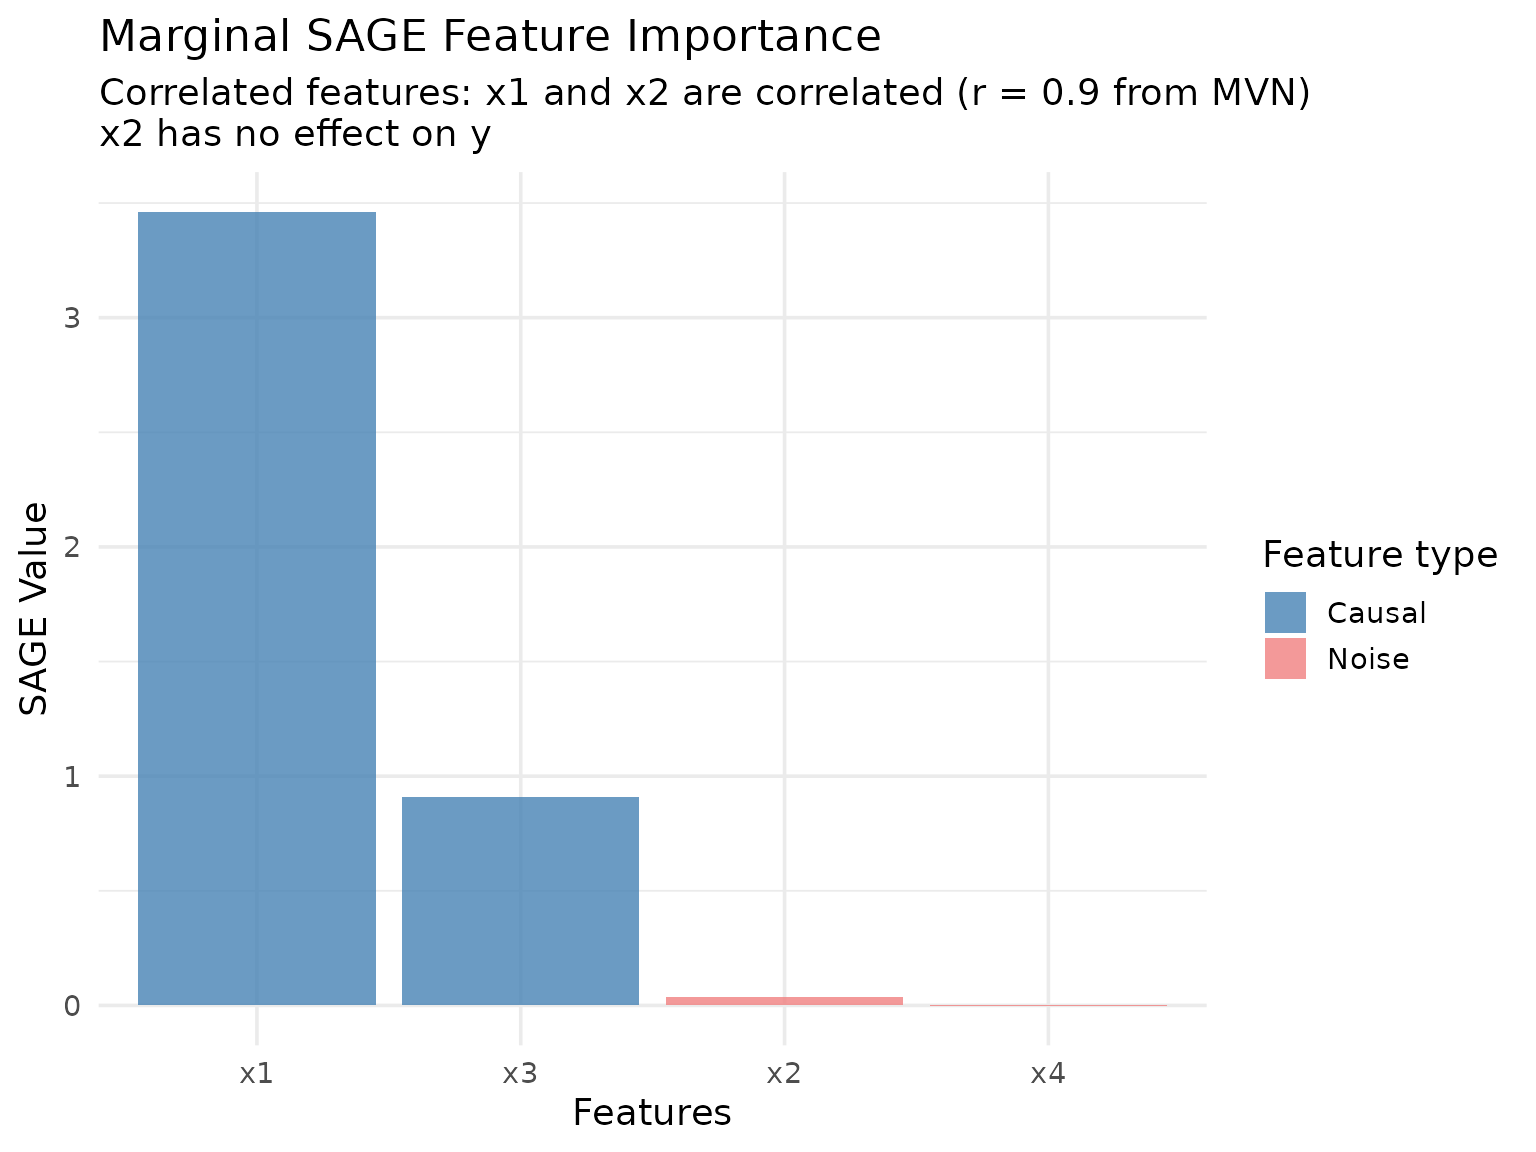 Marginal SAGE Feature Importance
Correlated features: x1 and x2 are correlated (r = 0.9 from MVN)
x2 has no effect on y
SAGE Value
3
2
1
0
x1
x3
x2
x4
Features
Feature type
Causal
Noise